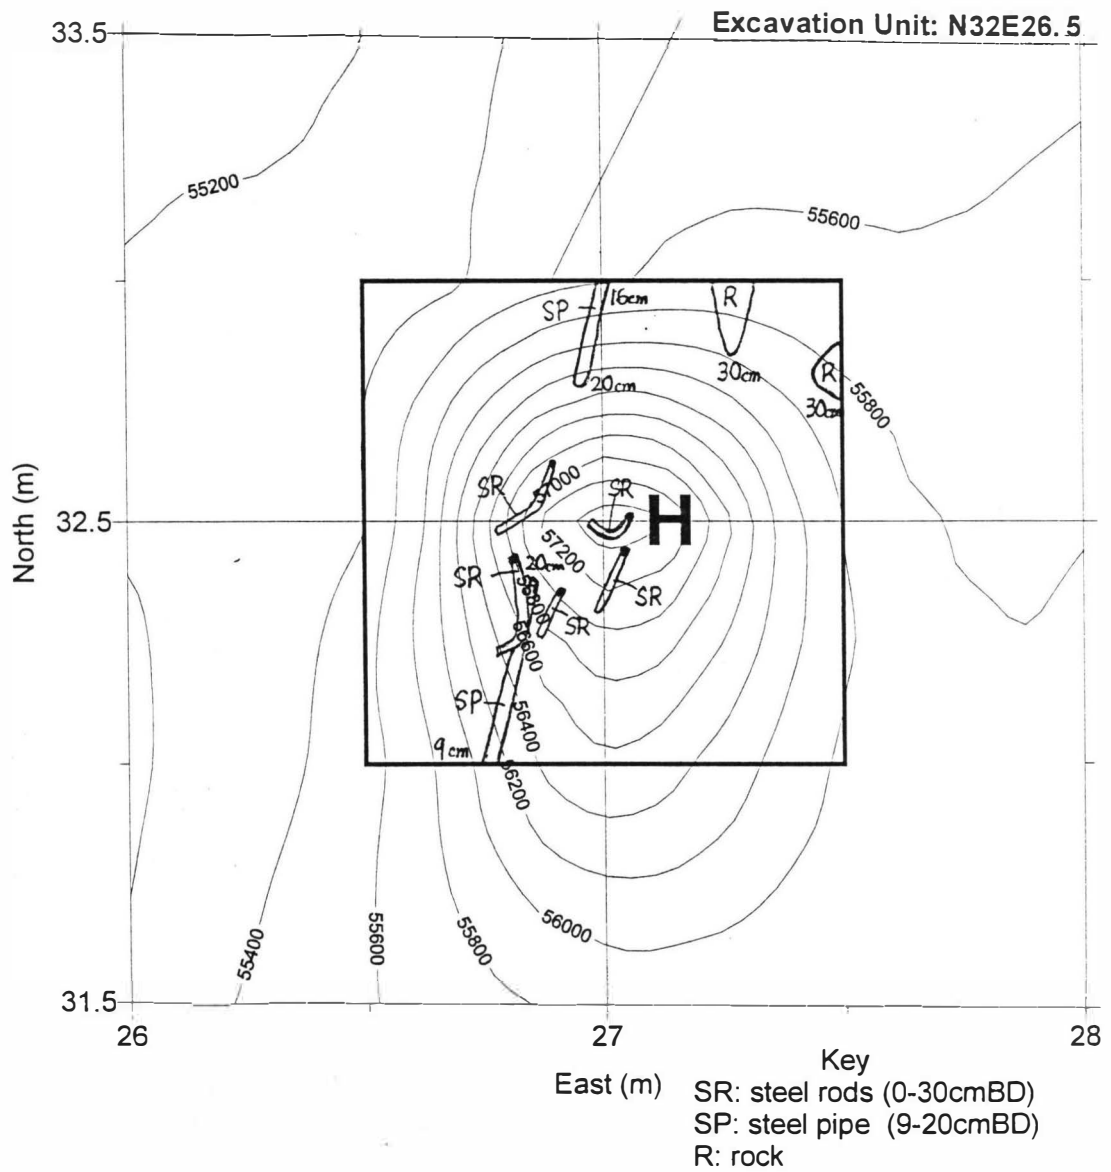 Excavation Unit: N32E26.5
33.5
55200
55600
SP
16cm
R
20cm
30cm
R
30cm
55800
SR
57000
SR
H
North (m)
32.5
57200
SR
20cm
56800
SR
SR
56600
SP
56400
9cm
56200
56000
55800
55600
55400
31.5
26
27
28
East (m)
Key
SR: steel rods (0-30cmBD)
SP: steel pipe (9-20cmBD)
R: rock